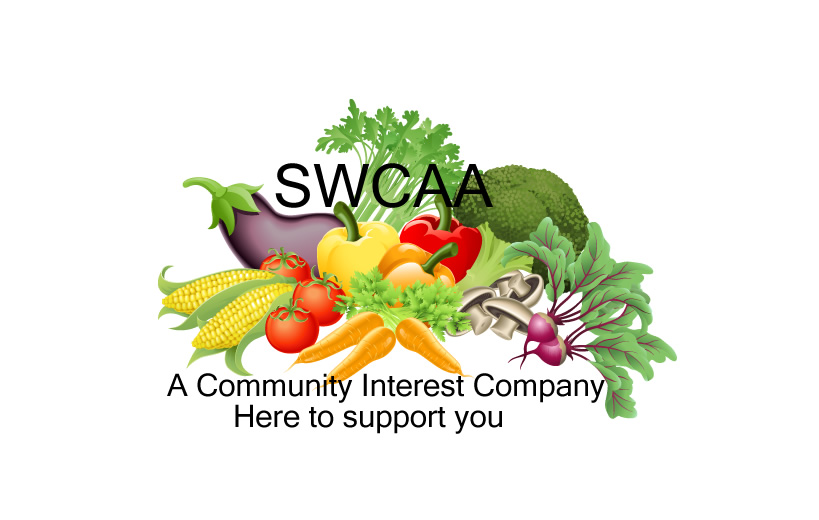 SWCAA
A Community Interest Company
Here to support you